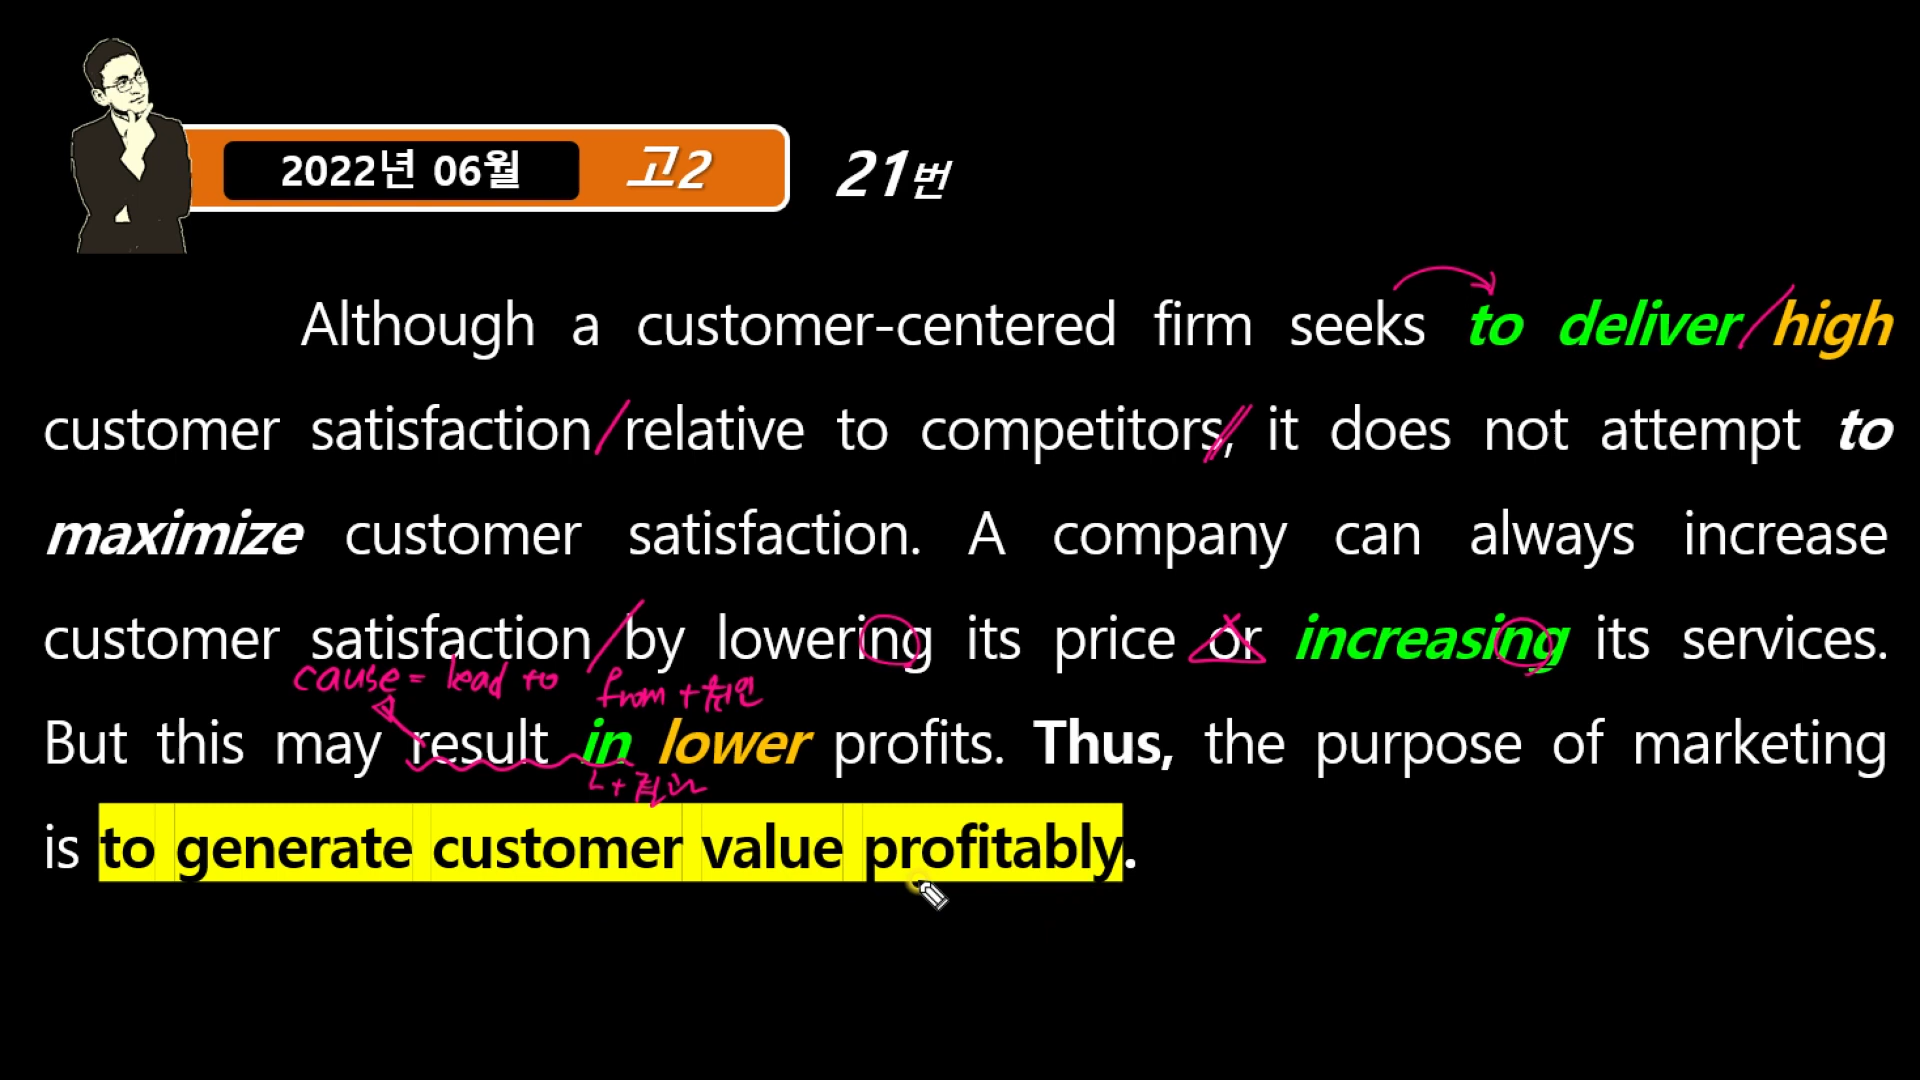 2022년 06월 고2 21번
Although a customer-centered firm seeks to deliver high
customer satisfaction relative to competitors, it does not attempt to
maximize customer satisfaction. A company can always increase
customer satisfaction by lowering its price or increasing its services.
cause = lead to from + 원인
But this may result in lower profits. Thus, the purpose of marketing
ㄴ+ 결과
is to generate customer value profitably.